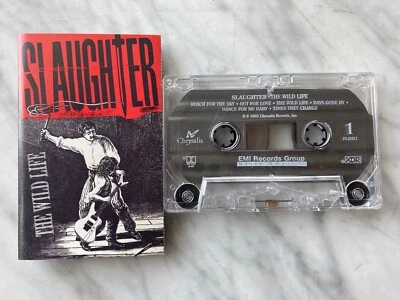 SLAUGHTER
THE WILD LIFE
SLAUGHTER • THE WILD LIFE
REACH FOR THE SKY • OUT FOR LOVE • THE WILD LIFE • DAYS GONE BY •
DANCE FOR ME BABY • TIMES THEY CHANGE
Chrysalis
1
EMI Records Group
XDR